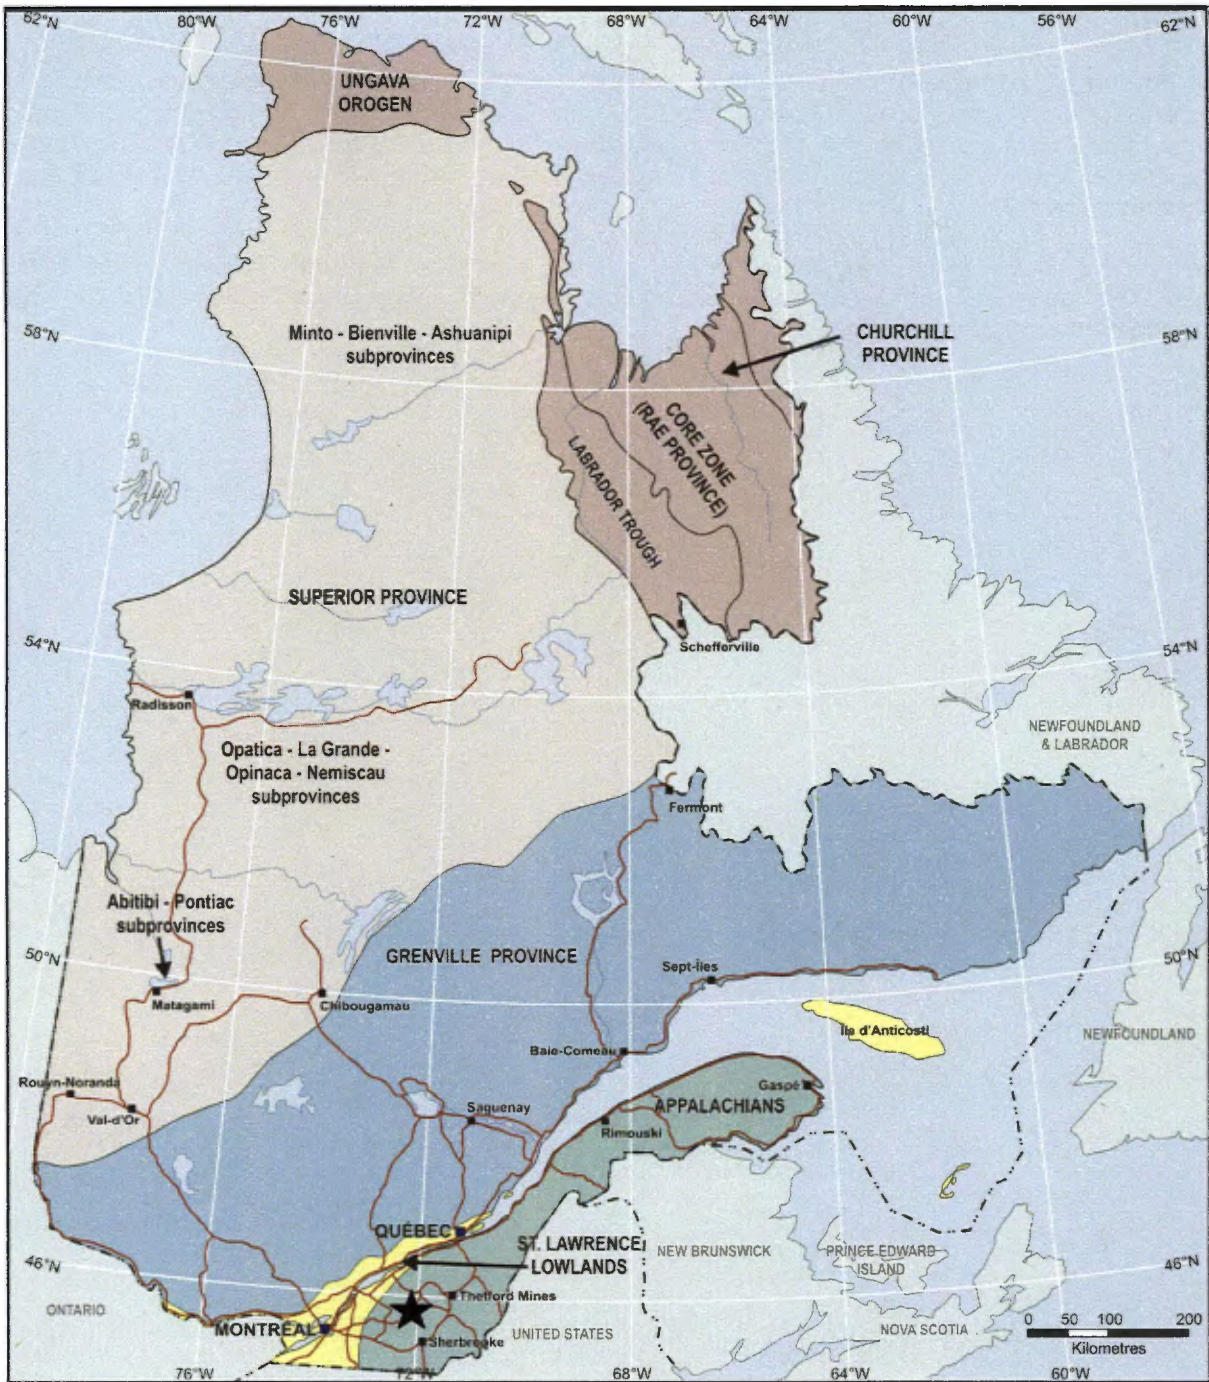 62°N
80°W
76°W
72°W
68°W
64°W
60°W
56°W
62°N
UNGAVA
OROGEN
58°N
Minto - Bienville - Ashuanipi
subprovinces
CHURCHILL
PROVINCE
58°N
CORE ZONE
(RAE PROVINCE)
LABRADOR TROUGH
SUPERIOR PROVINCE
54°N
Schefferville
54°N
Radisson
NEWFOUNDLAND
& LABRADOR
Opatica - La Grande -
Opinaca - Nemiscau
subprovinces
Fermont
Abitibi - Pontiac
subprovinces
50°N
GRENVILLE PROVINCE
Sept-Îles
50°N
Matagami
Chibougamau
Île d'Anticosti
NEWFOUNDLAND
Baie-Comeau
Rouyn-Noranda
Val-d'Or
Saguenay
Gaspé
APPALACHIANS
Rimouski
QUÉBEC
ST. LAWRENCE
LOWLANDS
NEW BRUNSWICK
PRINCE EDWARD
ISLAND
46°N
46°N
ONTARIO
Thetford Mines
MONTRÉAL
Sherbrooke
UNITED STATES
NOVA SCOTIA
0 50 100 200
Kilometres
76°W
72°W
68°W
64°W
60°W